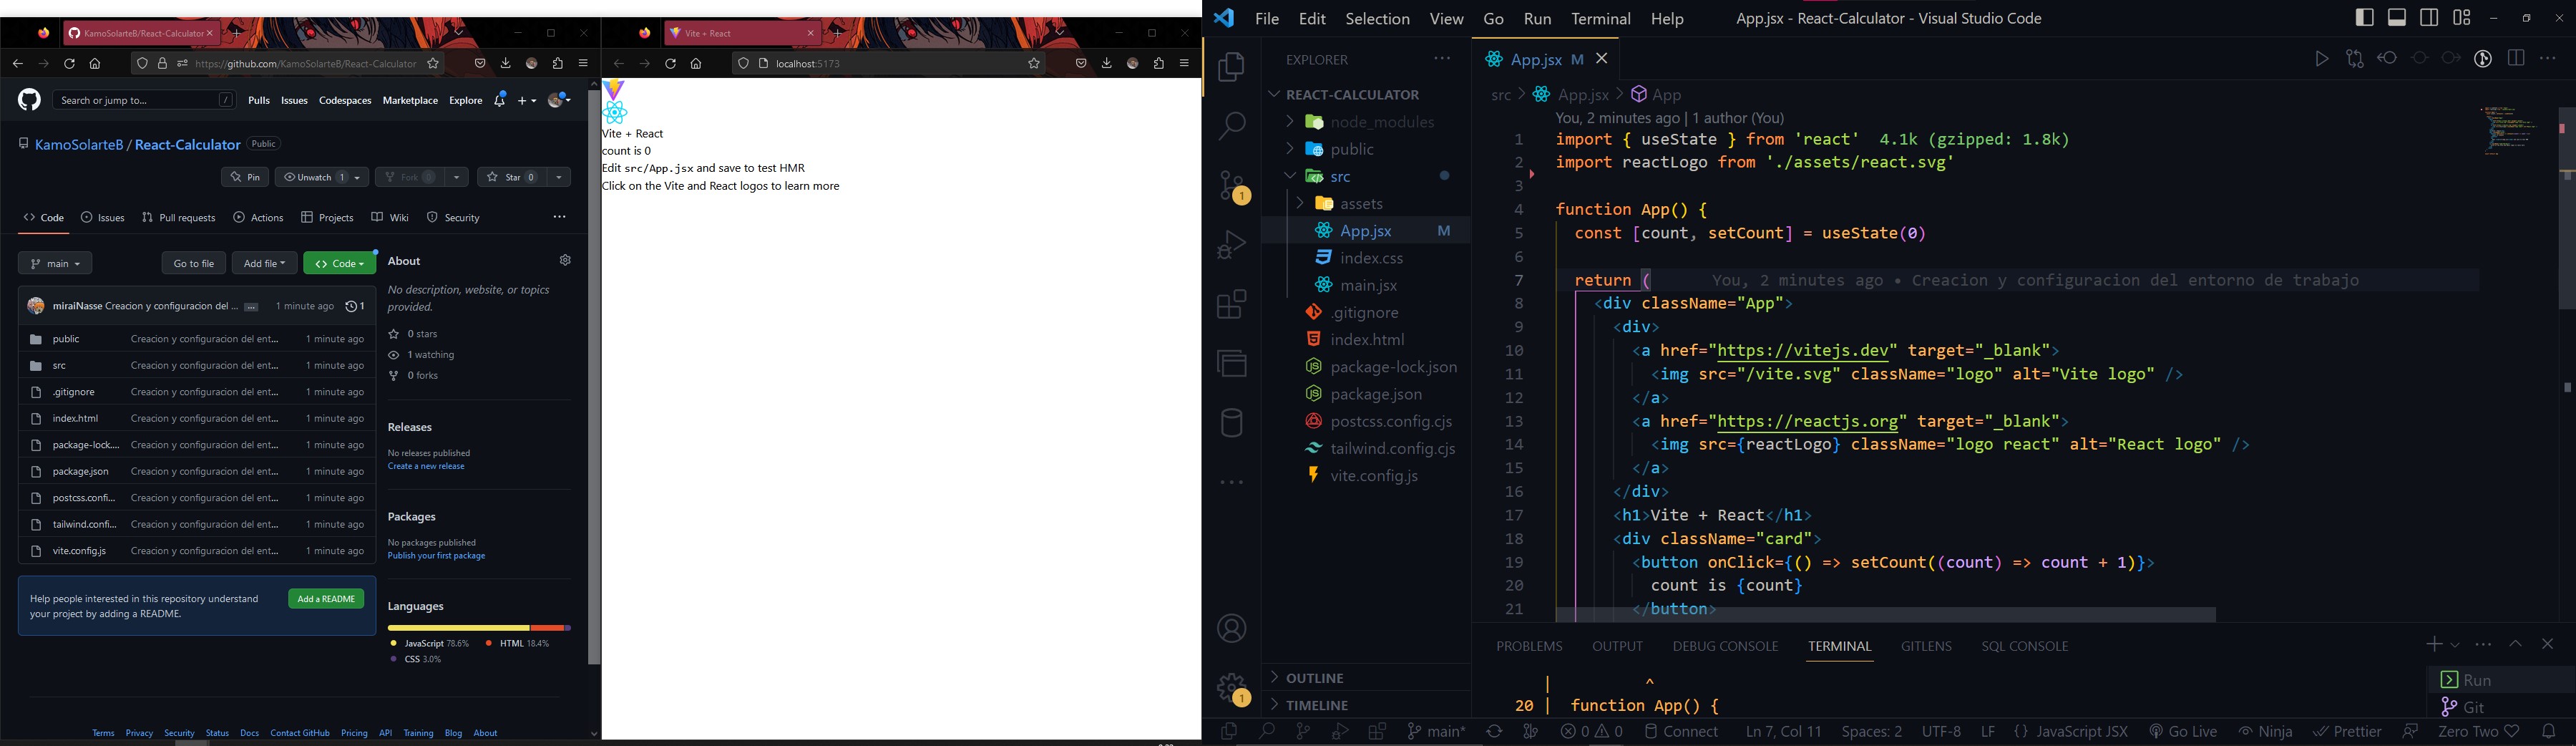 KamoSolarteB/React-Calculator
https://github.com/KamoSolarteB/React-Calculator
Search or jump to... /
Pulls Issues Codespaces Marketplace Explore
KamoSolarteB / React-Calculator Public
Pin Unwatch 1 Fork 0 Star 0
Code Issues Pull requests Actions Projects Wiki Security
main Go to file Add file Code
miraiNasse Creacion y configuracion del ... 1 minute ago 1
public Creacion y configuracion del ent... 1 minute ago
src Creacion y configuracion del ent... 1 minute ago
.gitignore Creacion y configuracion del ent... 1 minute ago
index.html Creacion y configuracion del ent... 1 minute ago
package-lock.... Creacion y configuracion del ent... 1 minute ago
package.json Creacion y configuracion del ent... 1 minute ago
postcss.confi... Creacion y configuracion del ent... 1 minute ago
tailwind.confi... Creacion y configuracion del ent... 1 minute ago
vite.config.js Creacion y configuracion del ent... 1 minute ago
Help people interested in this repository understand
your project by adding a README.
Add a README
About
No description, website, or topics
provided.
0 stars
1 watching
0 forks
Releases
No releases published
Create a new release
Packages
No packages published
Publish your first package
Languages
JavaScript 78.6% HTML 18.4%
CSS 3.0%
Terms Privacy Security Status Docs Contact GitHub Pricing API Training Blog About
Vite + React
localhost:5173
Vite + React
count is 0
Edit src/App.jsx and save to test HMR
Click on the Vite and React logos to learn more
File Edit Selection View Go Run Terminal Help App.jsx - React-Calculator - Visual Studio Code
EXPLORER
REACT-CALCULATOR
node_modules
public
src
assets
App.jsx M
index.css
main.jsx
.gitignore
index.html
package-lock.json
package.json
postcss.config.cjs
tailwind.config.cjs
vite.config.js
OUTLINE
TIMELINE
1
1
App.jsx M
src App.jsx App
You, 2 minutes ago | 1 author (You)
1 import { useState } from 'react' 4.1k (gzipped: 1.8k)
2 import reactLogo from './assets/react.svg'
3
4 function App() {
5 const [count, setCount] = useState(0)
6
7 return ( You, 2 minutes ago • Creacion y configuracion del entorno de trabajo
8 <div className="App">
9 <div>
10 <a href="https://vitejs.dev" target="_blank">
11 <img src="/vite.svg" className="logo" alt="Vite logo" />
12 </a>
13 <a href="https://reactjs.org" target="_blank">
14 <img src={reactLogo} className="logo react" alt="React logo" />
15 </a>
16 </div>
17 <h1>Vite + React</h1>
18 <div className="card">
19 <button onClick={() => setCount((count) => count + 1)}>
20 count is {count}
21 </button>
PROBLEMS OUTPUT DEBUG CONSOLE TERMINAL GITLENS SQL CONSOLE
| ^
20 | function App() {
Run
Git
main* 0 0 Connect Ln 7, Col 11 Spaces: 2 UTF-8 LF {} JavaScript JSX Go Live Ninja Prettier Zero Two